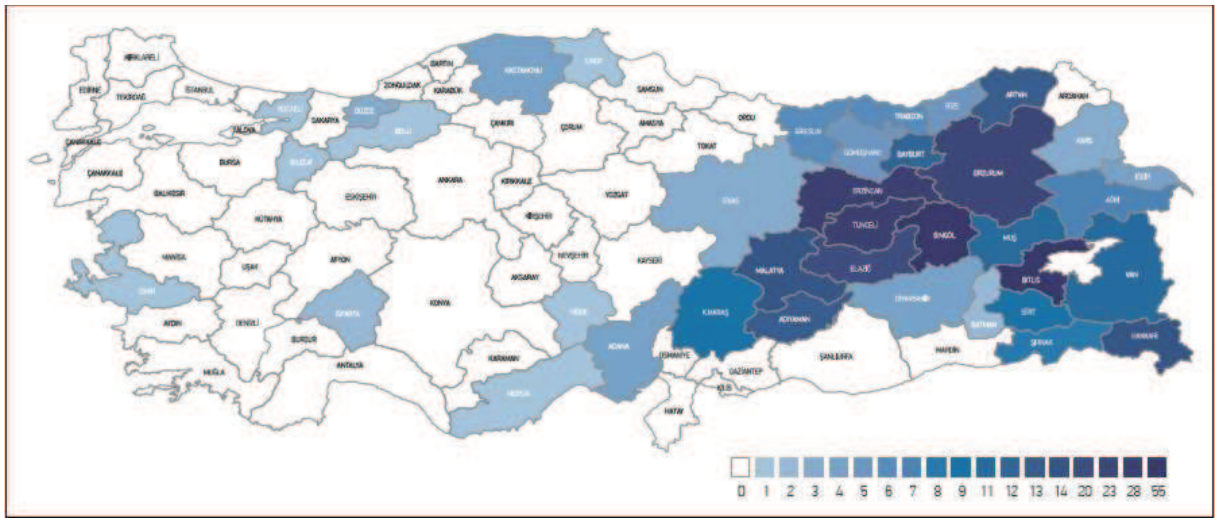 KIRKLARELİ
EDİRNE
TEKİRDAĞ
İSTANBUL
YALOVA
KOCAELİ
SAKARYA
DÜZCE
BOLU
ZONGULDAK
BARTIN
KARABÜK
KASTAMONU
SİNOP
SAMSUN
ORDU
GİRESUN
TRABZON
RİZE
ARTVİN
ARDAHAN
KARS
IĞDIR
AĞRI
ERZURUM
BAYBURT
GÜMÜŞHANE
TOKAT
AMASYA
ÇORUM
ÇANKIRI
ÇANAKKALE
ÇANAKKALE
BALIKESİR
BURSA
BİLECİK
ESKİŞEHİR
KÜTAHYA
ANKARA
KIRIKKALE
YOZGAT
KIRŞEHİR
SİVAS
ERZİNCAN
TUNCELİ
BİNGÖL
MUŞ
BİTLİS
VAN
ELAZIĞ
MALATYA
KAYSERİ
NEVŞEHİR
AKSARAY
KONYA
AFYON
UŞAK
MANİSA
İZMİR
AYDIN
DENİZLİ
ISPARTA
BURDUR
MUĞLA
ANTALYA
KARAMAN
NİĞDE
MERSİN
ADANA
K.MARAŞ
ADIYAMAN
DİYARBAKIR
BATMAN
SİİRT
ŞIRNAK
HAKKARİ
MARDİN
ŞANLIURFA
GAZİANTEP
KİLİS
OSMANİYE
HATAY
0 1 2 3 4 5 6 7 8 9 11 12 13 14 20 23 28 55